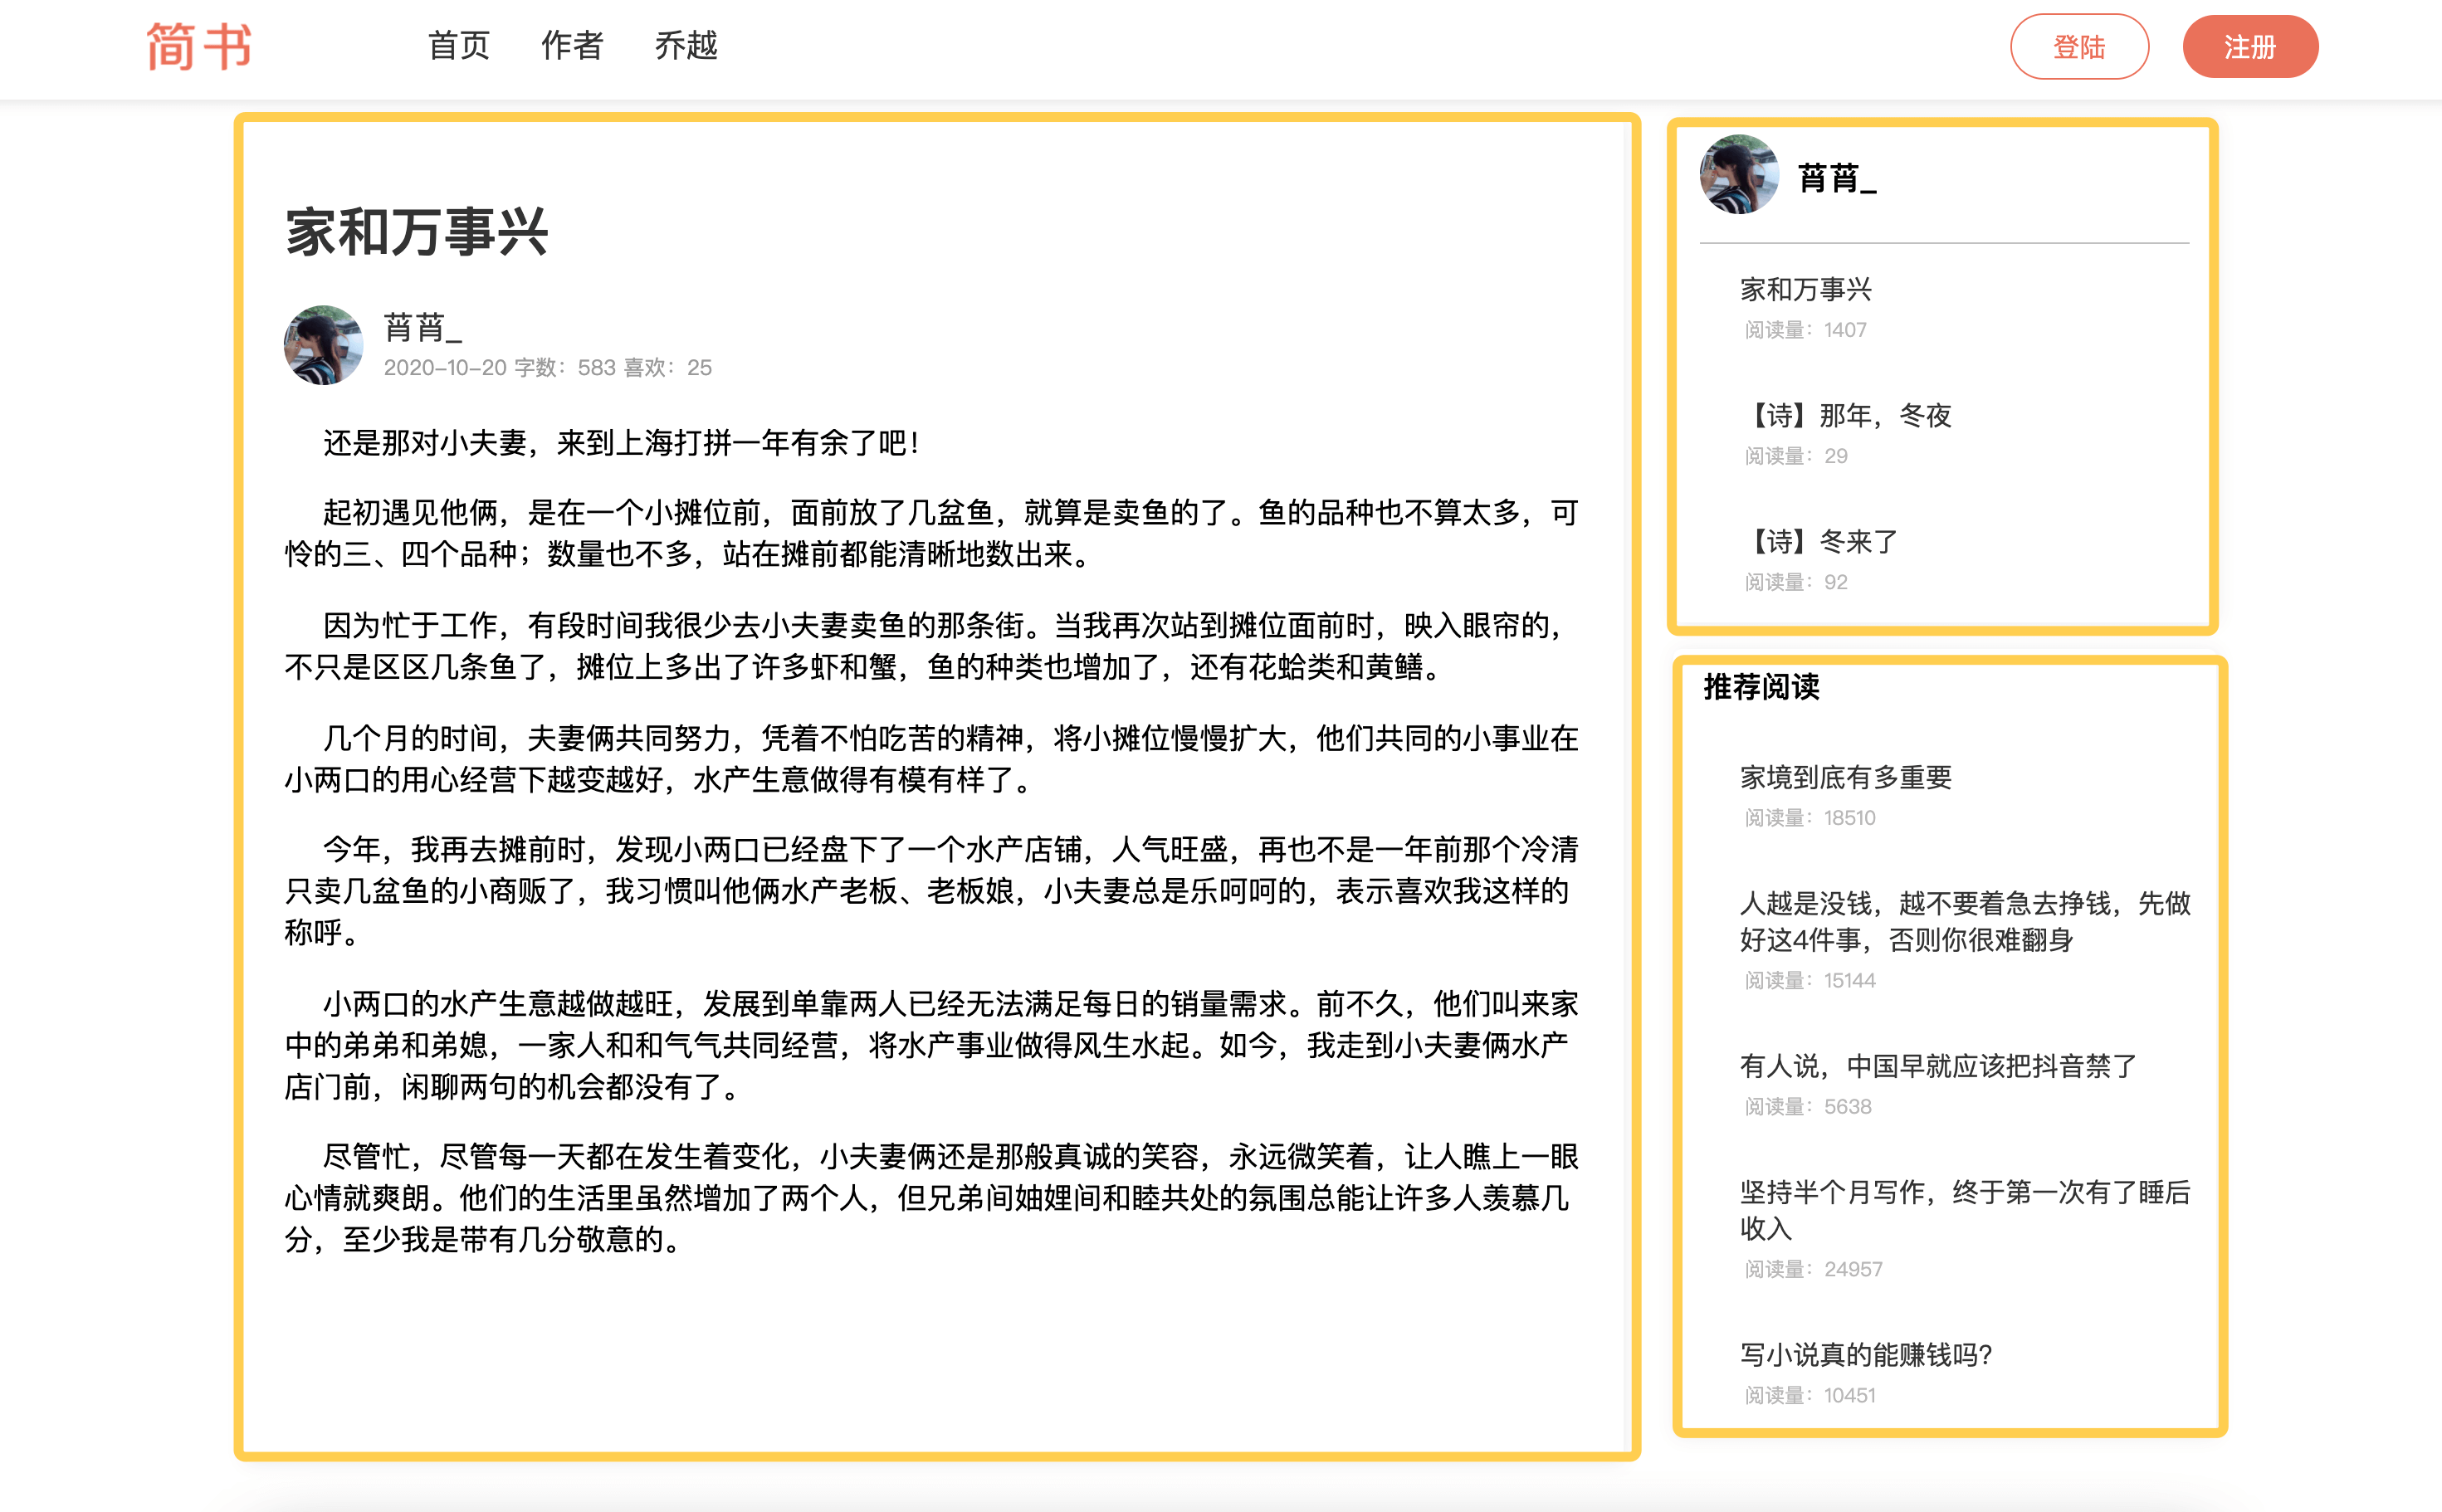 简书
首页 作者 乔越
登陆 注册
家和万事兴
莦莦_
2020-10-20 字数：583 喜欢：25
还是那对小夫妻，来到上海打拼一年有余了吧！
起初遇见他俩，是在一个小摊位前，面前放了几盆鱼，就算是卖鱼的了。鱼的品种也不算太多，可
怜的三、四个品种；数量也不多，站在摊前都能清晰地数出来。
因为忙于工作，有段时间我很少去小夫妻卖鱼的那条街。当我再次站到摊位面前时，映入眼帘的，
不只是区区几条鱼了，摊位上多出了许多虾和蟹，鱼的种类也增加了，还有花蛤类和黄鳝。
几个月的时间，夫妻俩共同努力，凭着不怕吃苦的精神，将小摊位慢慢扩大，他们共同的小事业在
小两口的用心经营下越变越好，水产生意做得有模有样了。
今年，我再去摊前时，发现小两口已经盘下了一个水产店铺，人气旺盛，再也不是一年前那个冷清
只卖几盆鱼的小商贩了，我习惯叫他俩水产老板、老板娘，小夫妻总是乐呵呵的，表示喜欢我这样的
称呼。
小两口的水产生意越做越旺，发展到单靠两人已经无法满足每日的销量需求。前不久，他们叫来家
中的弟弟和弟媳，一家人和和气气共同经营，将水产事业做得风生水起。如今，我走到小夫妻俩水产
店门前，闲聊两句的机会都没有了。
尽管忙，尽管每一天都在发生着变化，小夫妻俩还是那般真诚的笑容，永远微笑着，让人瞧上一眼
心情就爽朗。他们的生活里虽然增加了两个人，但兄弟间妯娌间和睦共处的氛围总能让许多人羡慕几
分，至少我是带有几分敬意的。
莦莦_
家和万事兴
阅读量：1407
【诗】那年，冬夜
阅读量：29
【诗】冬来了
阅读量：92
推荐阅读
家境到底有多重要
阅读量：18510
人越是没钱，越不要着急去挣钱，先做
好这4件事，否则你很难翻身
阅读量：15144
有人说，中国早就应该把抖音禁了
阅读量：5638
坚持半个月写作，终于第一次有了睡后
收入
阅读量：24957
写小说真的能赚钱吗？
阅读量：10451